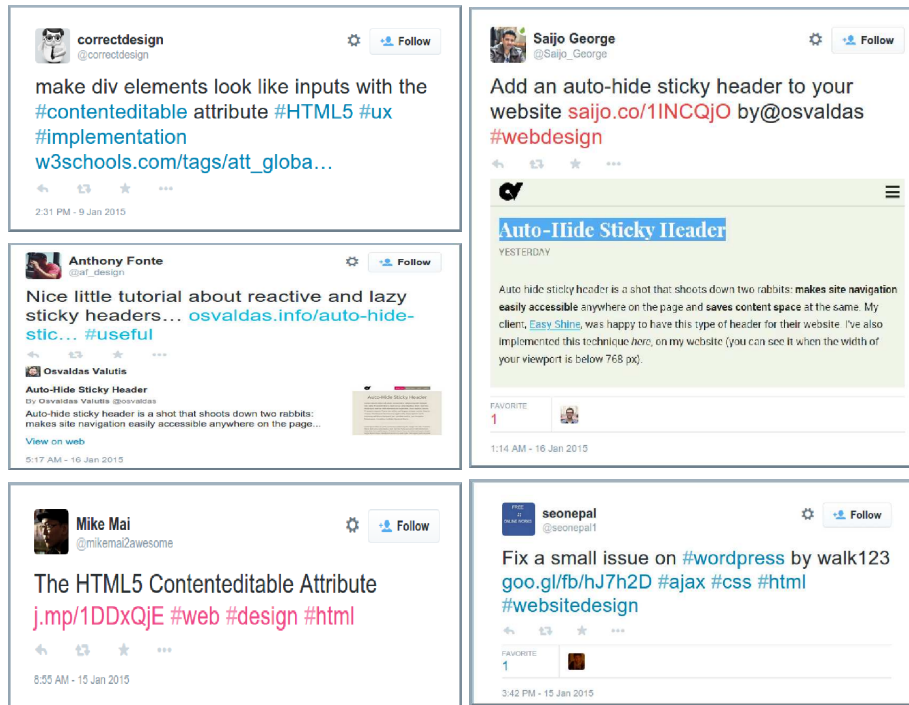 correctdesign
@correctdesign
Follow
make div elements look like inputs with the
#contenteditable attribute #HTML5 #ux
#implementation
w3schools.com/tags/att_globa…
2:31 PM - 9 Jan 2015
Anthony Fonte
@af_design
Follow
Nice little tutorial about reactive and lazy
sticky headers... osvaldas.info/auto-hide-
stic… #useful
Osvaldas Valutis
Auto-Hide Sticky Header
By Osvaldas Valutis @osvaldas
Auto-hide sticky header is a shot that shoots down two rabbits:
makes site navigation easily accessible anywhere on the page...
Auto-Hide Sticky Header
View on web
5:17 AM - 16 Jan 2015
Mike Mai
@mikemai2awesome
Follow
The HTML5 Contenteditable Attribute
j.mp/1DDxQjE #web #design #html
8:55 AM - 15 Jan 2015
Saijo George
@Saijo_George
Follow
Add an auto-hide sticky header to your
website saijo.co/1INCQjO by@osvaldas
#webdesign
Auto-Hide Sticky Header
YESTERDAY
Auto hide sticky header is a shot that shoots down two rabbits: makes site navigation
easily accessible anywhere on the page and saves content space at the same. My
client, Easy Shine, was happy to have this type of header for their website. I've also
implemented this technique here, on my website (you can see it when the width of
your viewport is below 768 px).
FAVORITE
1
1:14 AM - 16 Jan 2015
FREE
seonepal
@seonepal1
Follow
Fix a small issue on #wordpress by walk123
goo.gl/fb/hJ7h2D #ajax #css #html
#websitedesign
FAVORITE
1
3:42 PM - 15 Jan 2015